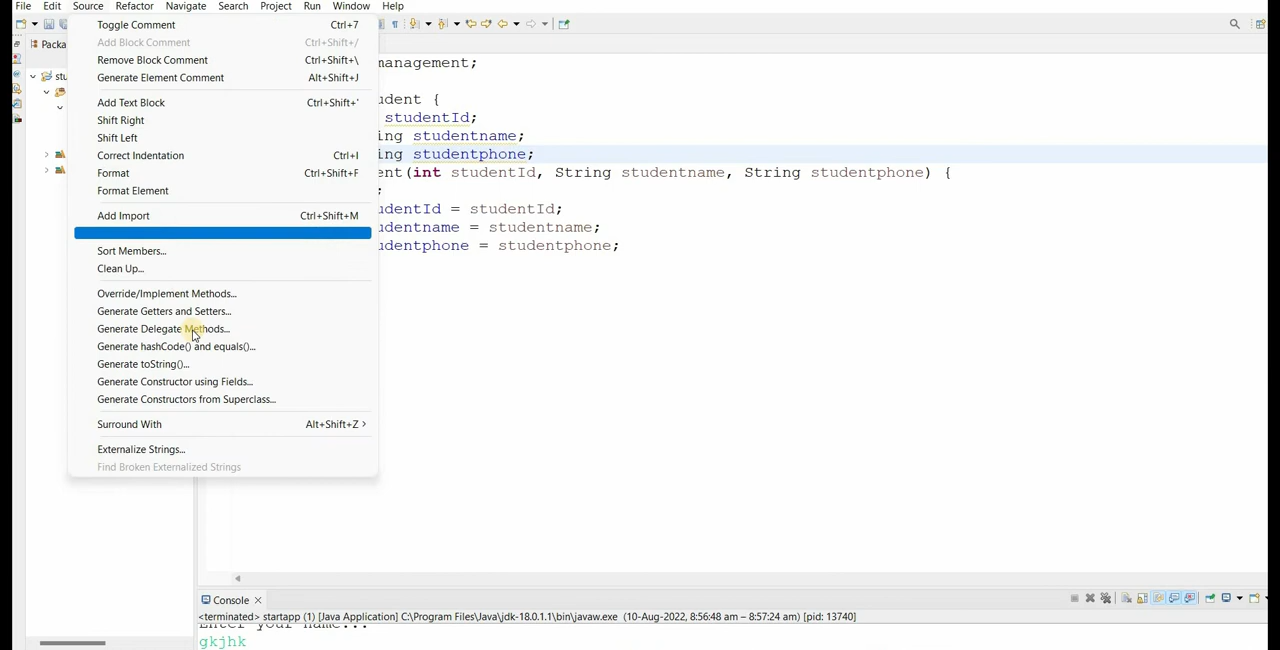 File Edit Source Refactor Navigate Search Project Run Window Help
Toggle Comment Ctrl+7
Add Block Comment Ctrl+Shift+/
Remove Block Comment Ctrl+Shift+\
Generate Element Comment Alt+Shift+J
Add Text Block Ctrl+Shift+'
Shift Right
Shift Left
Correct Indentation Ctrl+I
Format Ctrl+Shift+F
Format Element
Add Import Ctrl+Shift+M
Sort Members...
Clean Up...
Override/Implement Methods...
Generate Getters and Setters...
Generate Delegate Methods...
Generate hashCode() and equals()...
Generate toString()...
Generate Constructor using Fields...
Generate Constructors from Superclass...
Surround With Alt+Shift+Z >
Externalize Strings...
Find Broken Externalized Strings
Packa
stu
management;
udent {
studentId;
ing studentname;
ing studentphone;
ent(int studentId, String studentname, String studentphone) {
;
udentId = studentId;
udentname = studentname;
udentphone = studentphone;
Console
<terminated> startapp (1) [Java Application] C:\Program Files\Java\jdk-18.0.1.1\bin\javaw.exe (10-Aug-2022, 8:56:48 am – 8:57:24 am) [pid: 13740]
Enter your name...
gkjhk